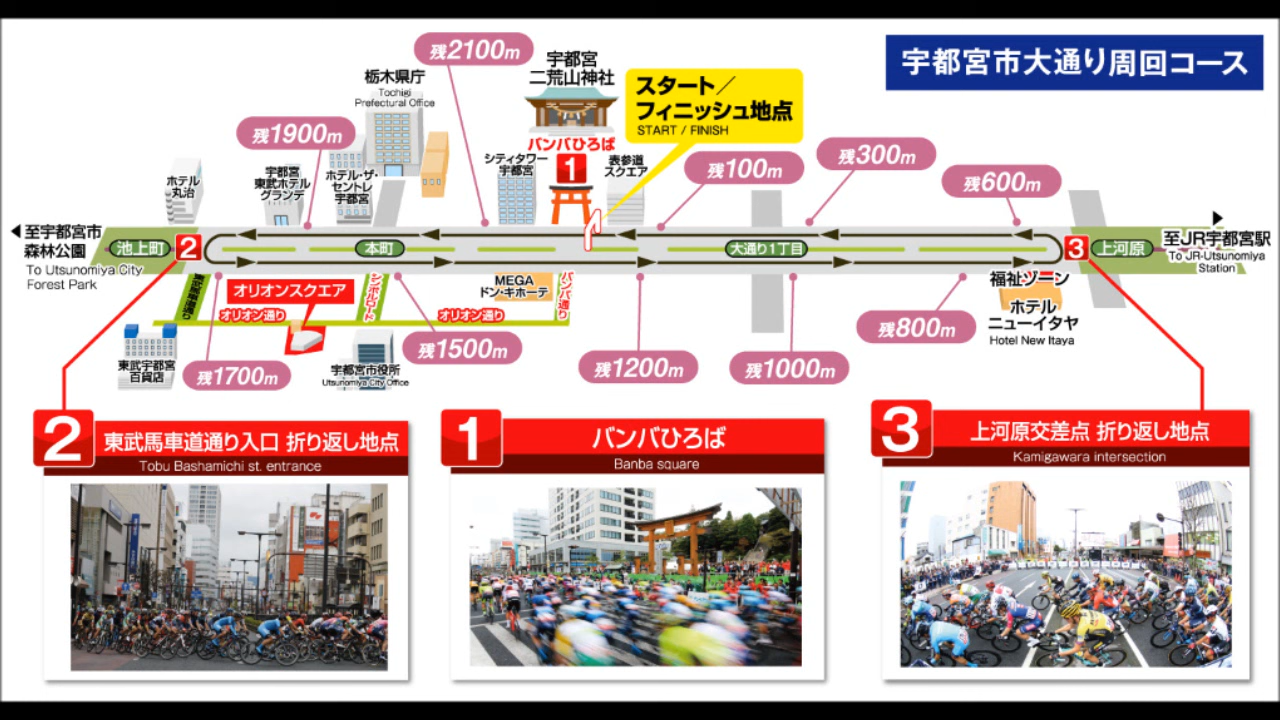 宇都宮市大通り周回コース
残2100m
宇都宮
二荒山神社
スタート／
フィニッシュ地点
START / FINISH
栃木県庁
Tochigi
Prefectural Office
残1900m
バンバひろば
1
シティタワー
宇都宮
表参道
スクエア
残100m
残300m
残600m
ホテル
丸治
宇都宮
東武ホテル
グランデ
ホテル・ザ・
セントレ
宇都宮
至宇都宮市
森林公園
To Utsunomiya City
Forest Park
池上町
2
本町
大通り1丁目
3
上河原
至JR宇都宮駅
To JR-Utsunomiya
Station
オリオンスクエア
オリオン通り
シンボルロード
オリオン通り
MEGA
ドン・キホーテ
バンバ通り
福祉ゾーン
ホテル
ニューイタヤ
Hotel New Itaya
東武宇都宮
百貨店
残1700m
宇都宮市役所
Utsunomiya City Office
残1500m
残1200m
残1000m
残800m
2
東武馬車道通り入口 折り返し地点
Tobu Bashamichi st. entrance
1
バンバひろば
Banba square
3
上河原交差点 折り返し地点
Kamigawara intersection